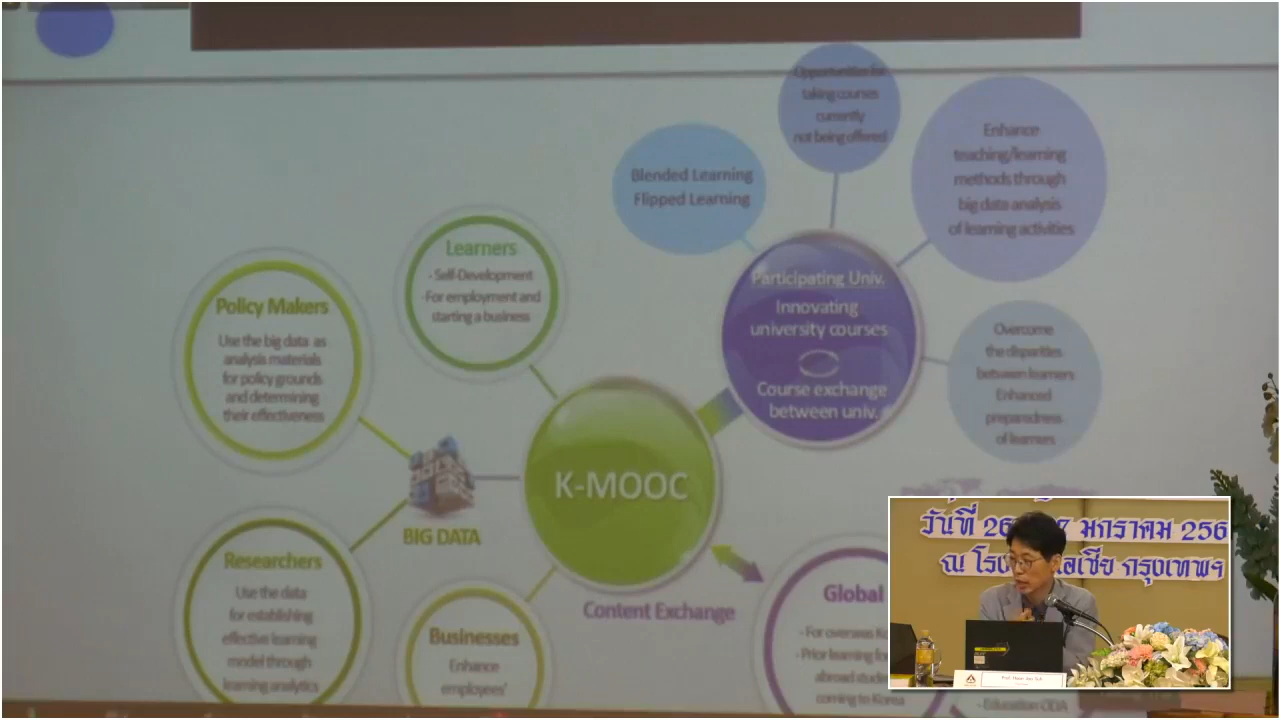 Opportunities for
taking courses
currently
not being offered
Enhance
teaching/learning
methods through
big data analysis
of learning activities
Blended Learning
Flipped Learning
Learners
- Self-Development
- For employment and
starting a business
Policy Makers
Use the big data as
analysis materials
for policy grounds
and determining
their effectiveness
Participating Univ.
Innovating
university courses
Course exchange
between univ.
Overcome
the disparities
between learners
Enhanced
preparedness
of learners
K-MOOC
BIG DATA
Researchers
Use the data
for establishing
effective learning
model through
learning analytics
Businesses
Enhance
employees'
Content Exchange
Global
- For overseas
- Prior learning
abroad
coming to Korea
- Education ODA
วันที่ 26 มกราคม 256
ณ กรุงเทพฯ